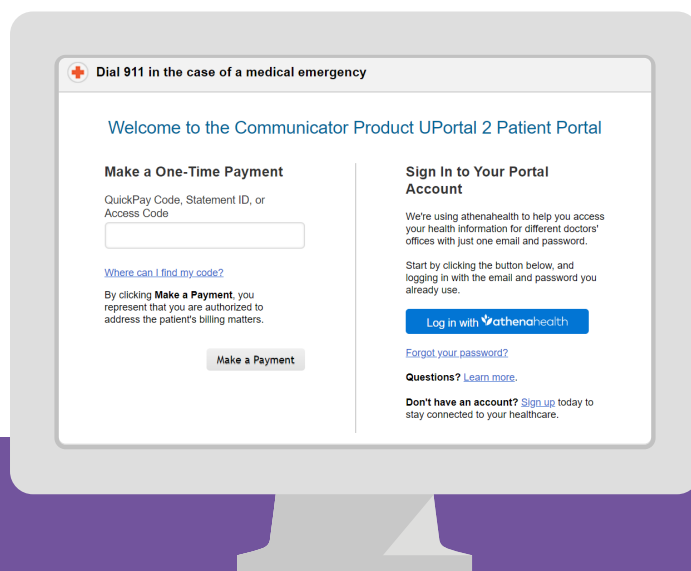 Dial 911 in the case of a medical emergency
Welcome to the Communicator Product UPortal 2 Patient Portal
Make a One-Time Payment
QuickPay Code, Statement ID, or
Access Code
Where can I find my code?
By clicking Make a Payment, you
represent that you are authorized to
address the patient's billing matters.
Make a Payment
Sign In to Your Portal
Account
We're using athenahealth to help you access
your health information for different doctors'
offices with just one email and password.
Start by clicking the button below, and
logging in with the email and password you
already use.
Log in with athenahealth
Forgot your password?
Questions? Learn more.
Don't have an account? Sign up today to
stay connected to your healthcare.